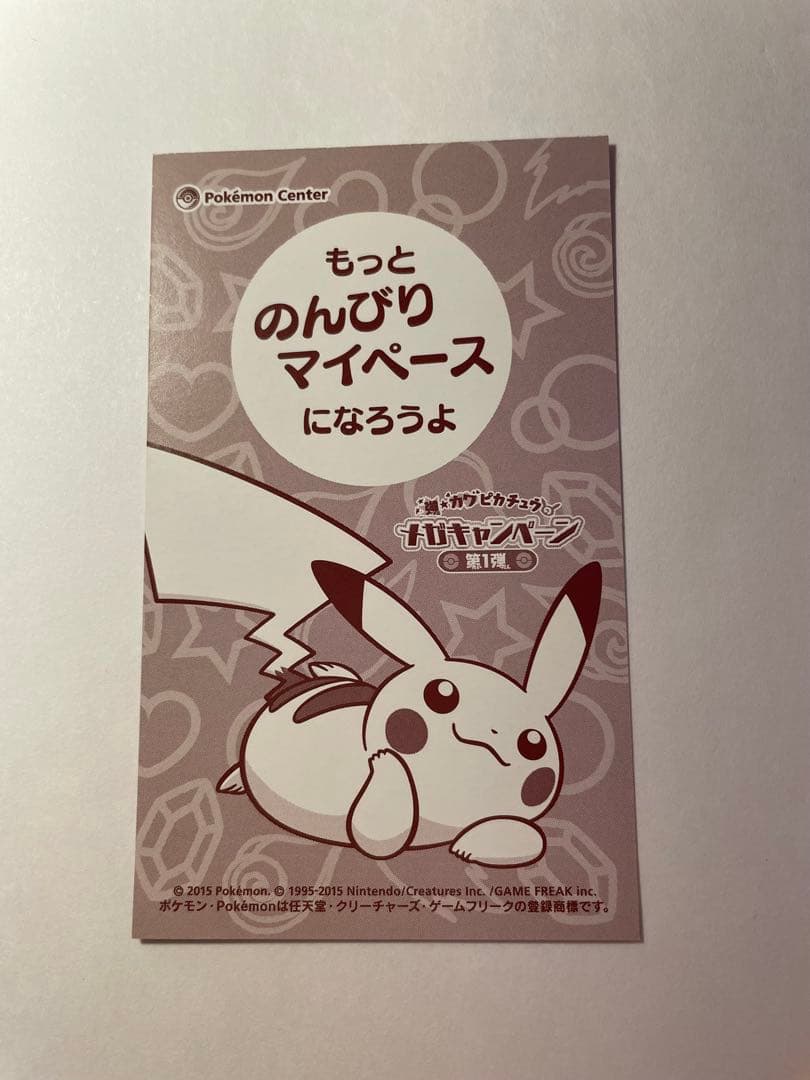 Pokémon Center
もっと
のんびり
マイペース
になろうよ
カワピカチュウの
メガキャンペーン
第1弾
© 2015 Pokémon. © 1995-2015 Nintendo/Creatures Inc. /GAME FREAK inc.
ポケモン・Pokémonは任天堂・クリーチャーズ・ゲームフリークの登録商標です。